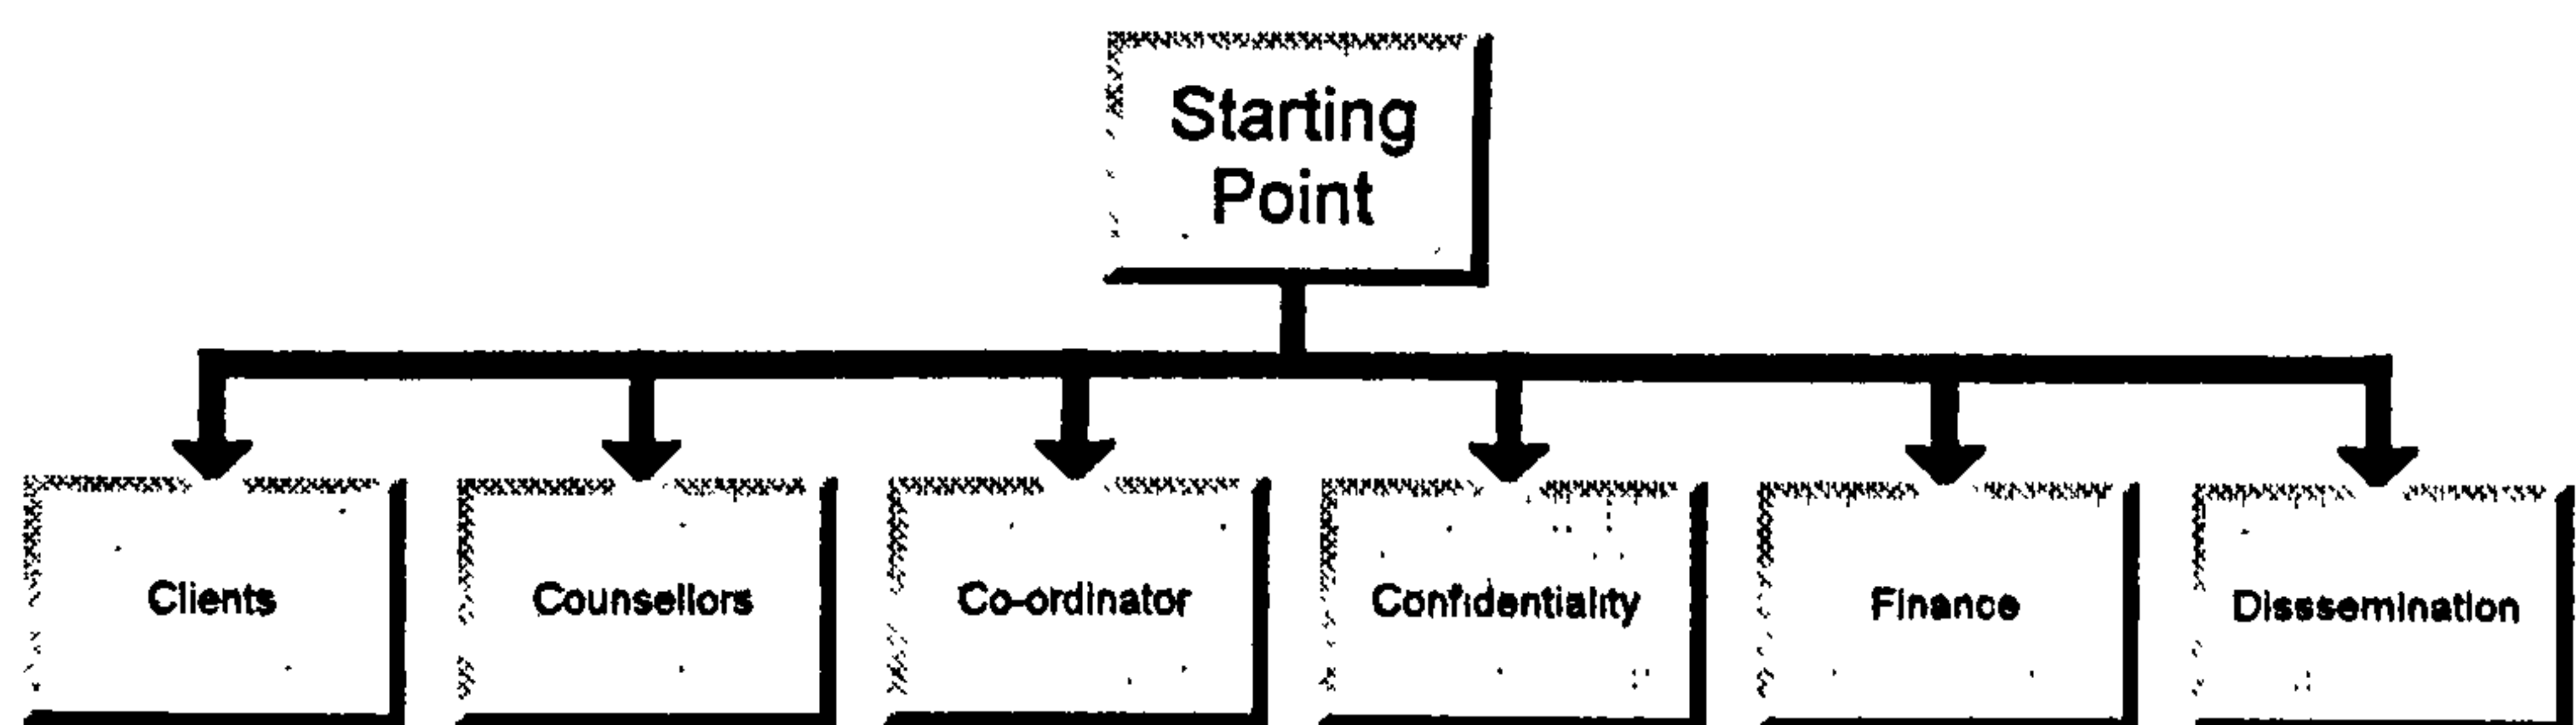 Starting
Point
Clients
Counsellors
Co-ordinator
Confidentiality
Finance
Disssemination